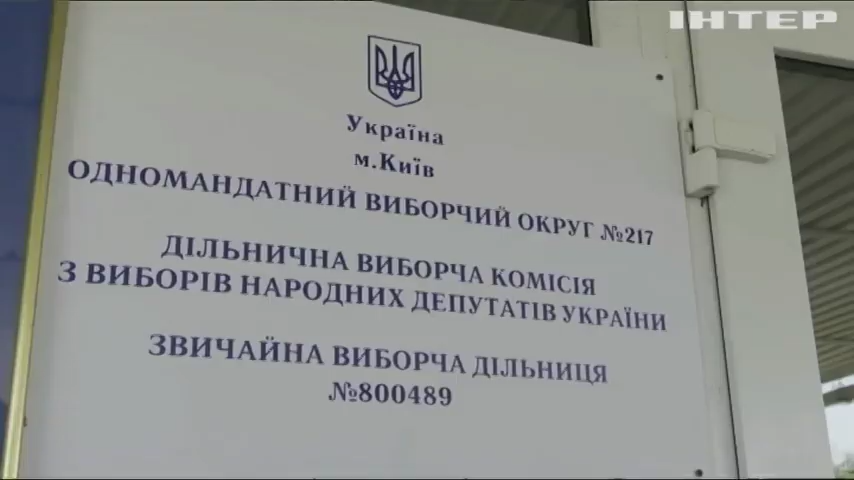 ІНТЕР
Україна
м.Київ
ОДНОМАНДАТНИЙ ВИБОРЧИЙ ОКРУГ №217
ДІЛЬНИЧНА ВИБОРЧА КОМІСІЯ
З ВИБОРІВ НАРОДНИХ ДЕПУТАТІВ УКРАЇНИ
ЗВИЧАЙНА ВИБОРЧА ДІЛЬНИЦЯ
№800489